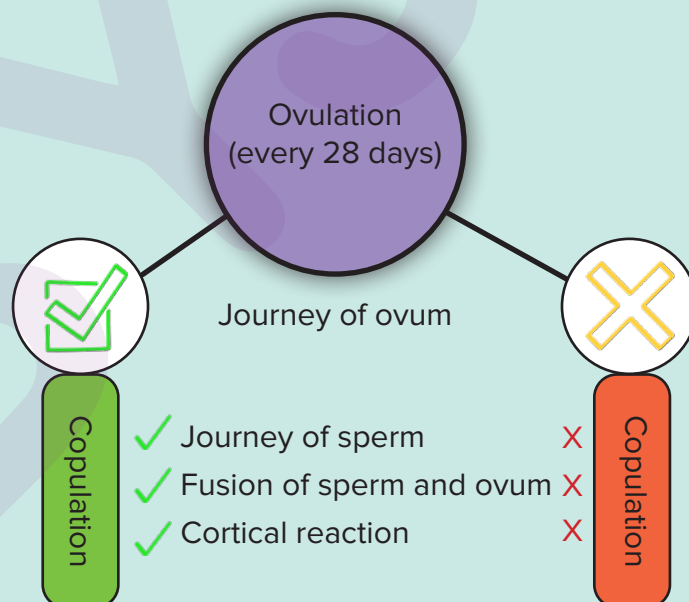 Ovulation
(every 28 days)
Journey of ovum
Copulation
Journey of sperm X
Fusion of sperm and ovum X
Cortical reaction X
Copulation